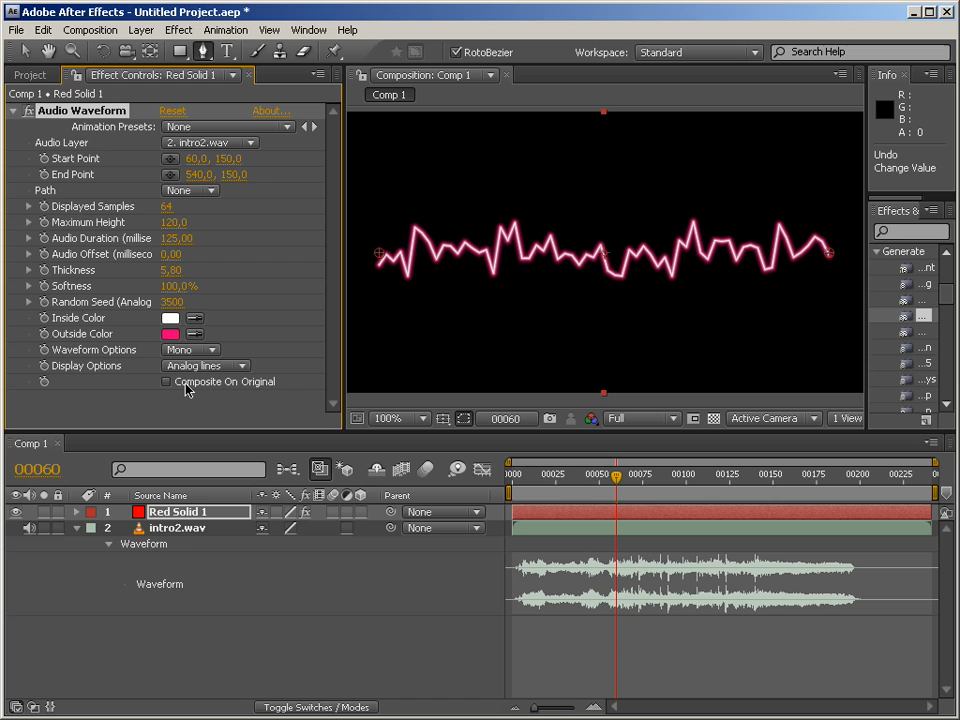 Adobe After Effects - Untitled Project.aep *
File Edit Composition Layer Effect Animation View Window Help
T RotoBezier Workspace: Standard Search Help
Project Effect Controls: Red Solid 1
Comp 1 • Red Solid 1
fx Audio Waveform Reset About...
Animation Presets: None
Audio Layer 2. intro2.wav
Start Point 60,0, 150,0
End Point 540,0, 150,0
Path None
Displayed Samples 64
Maximum Height 120,0
Audio Duration (millise 125,00
Audio Offset (milliseco 0,00
Thickness 5,80
Softness 100,0%
Random Seed (Analog 3500
Inside Color
Outside Color
Waveform Options Mono
Display Options Analog lines
Composite On Original
Composition: Comp 1
Comp 1
100% 00060 Full Active Camera 1 View
Info
R :
G :
B :
A : 0
Undo
Change Value
Effects &
Generate
...nt
...g
...
...
...
...n
...5
...ys
...p
...n
Comp 1
00060
# Source Name fx Parent
1 Red Solid 1 fx None
2 intro2.wav None
Waveform
Waveform
0000 00025 00050 00075 00100 00125 00150 00175 00200 00225
Toggle Switches / Modes